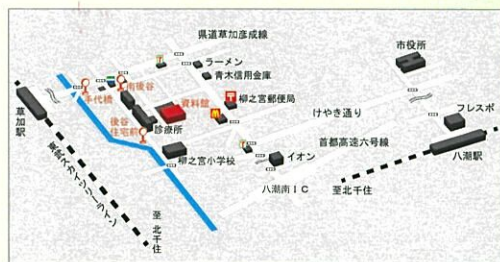 県道草加彦成線
市役所
ラーメン
青木信用金庫
南後谷
手代橋
柳之宮郵便局
けやき通り
フレスポ
資料館
後谷
住宅前
診療所
首都高速六号線
草加駅
柳之宮小学校
イオン
八潮駅
八潮南IC
至北千住
東武スカイツリーライン
至 北千住